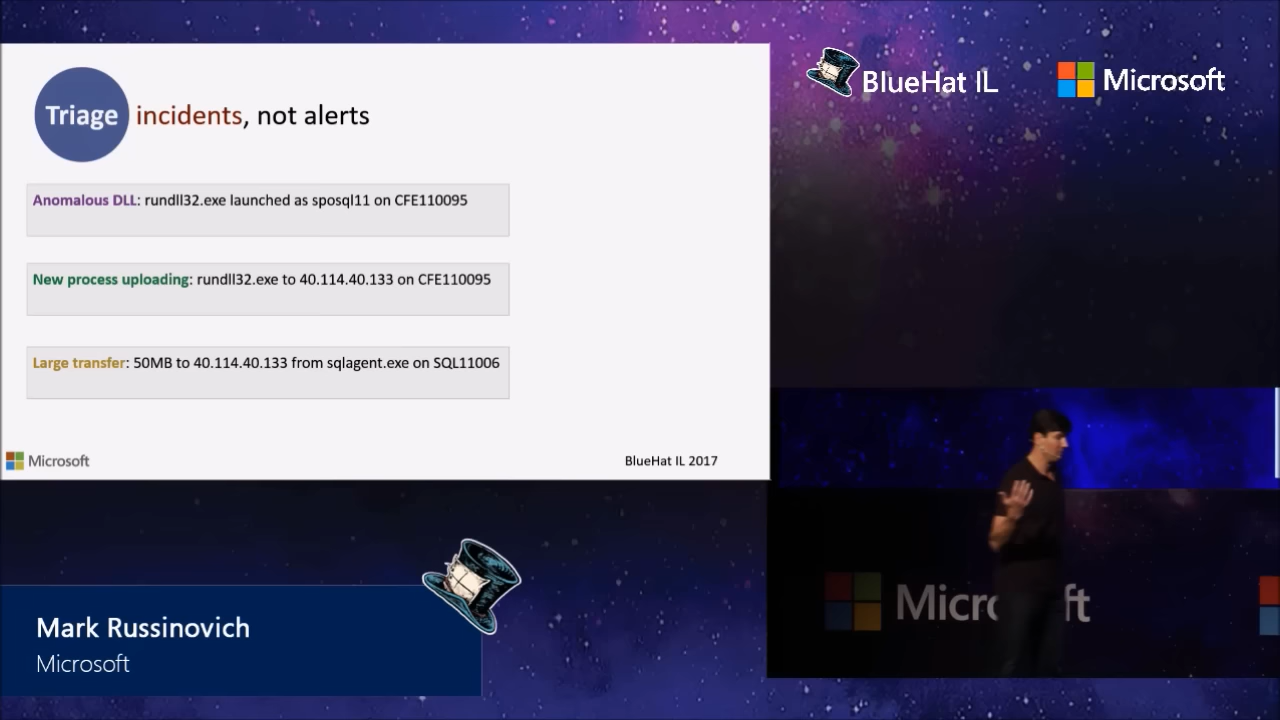 Triage incidents, not alerts
Anomalous DLL: rundll32.exe launched as sposql11 on CFE110095
New process uploading: rundll32.exe to 40.114.40.133 on CFE110095
Large transfer: 50MB to 40.114.40.133 from sqlagent.exe on SQL11006
Microsoft
BlueHat IL 2017
BlueHat IL
Microsoft
Mark Russinovich
Microsoft